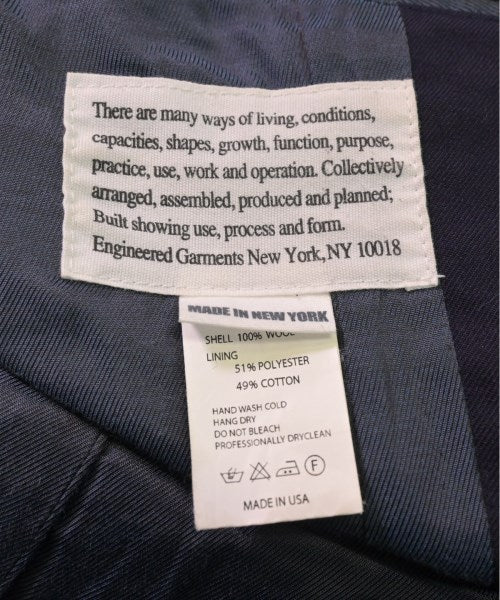 There are many ways of living, conditions,
capacities, shapes, growth, function, purpose,
practice, use, work and operation. Collectively
arranged, assembled, produced and planned;
Built showing use, process and form.
Engineered Garments New York,NY 10018
MADE IN NEW YORK
SHELL 100% WOOL
LINING
51% POLYESTER
49% COTTON
HAND WASH COLD
HANG DRY
DO NOT BLEACH
PROFESSIONALLY DRYCLEAN
F
MADE IN USA